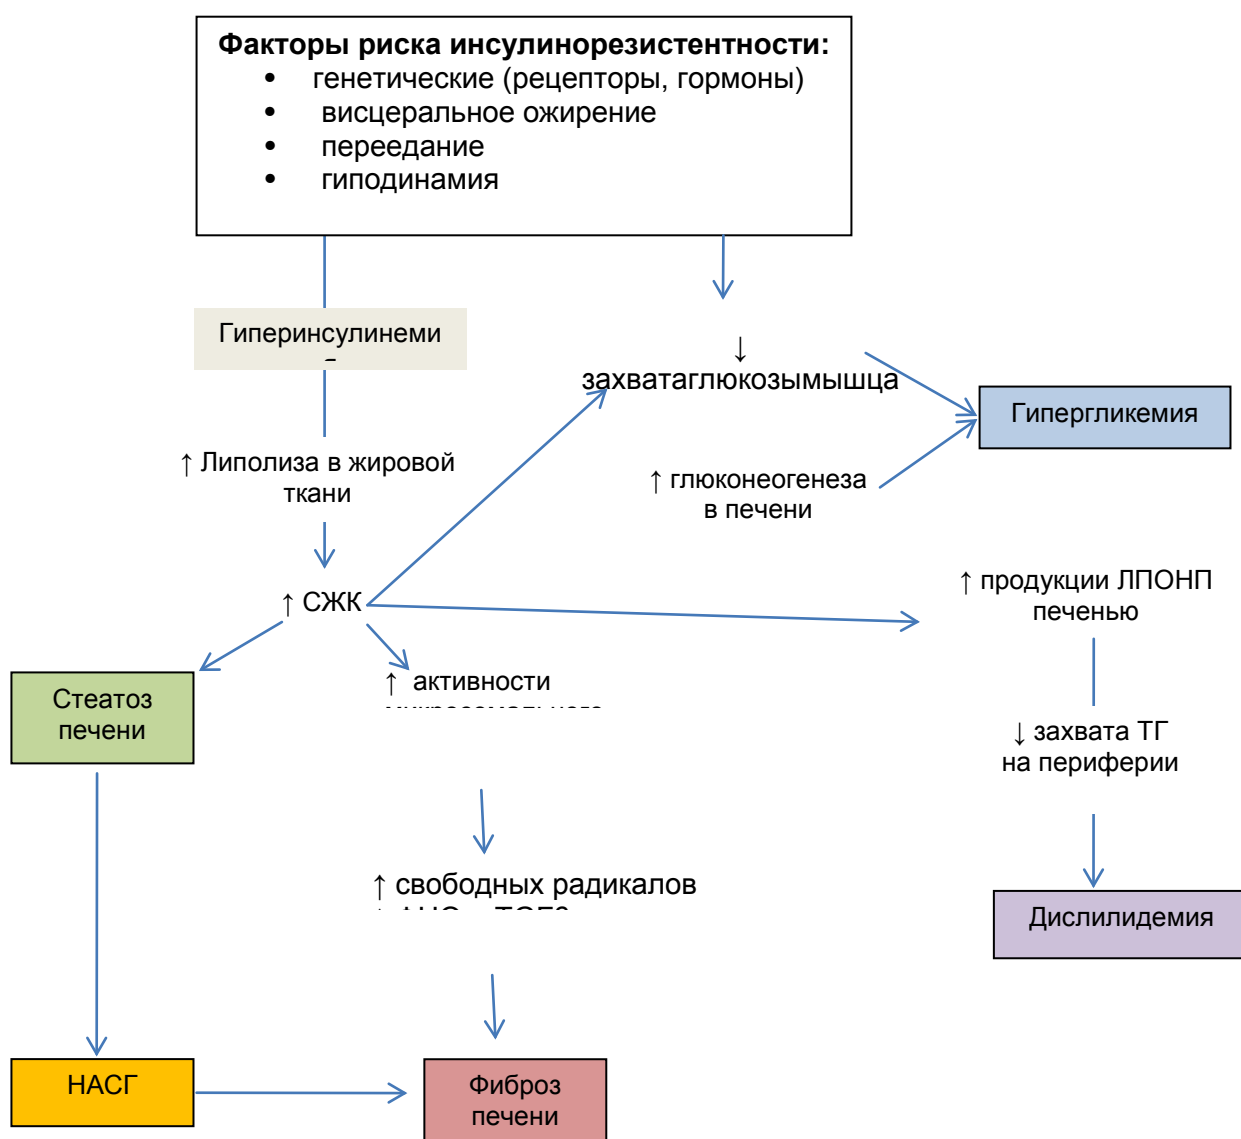 Факторы риска инсулинорезистентности:
• генетические (рецепторы, гормоны)
• висцеральное ожирение
• переедание
• гиподинамия
Гиперинсулинеми
↓
захватаглюкозымышца
Гипергликемия
↑ Липолиза в жировой
ткани
↑ глюконеогенеза
в печени
↑ СЖК
↑ продукции ЛПОНП
печенью
Стеатоз
печени
↑ активности
↓ захвата ТГ
на периферии
↑ свободных радикалов
Дислилидемия
НАСГ
Фиброз
печени